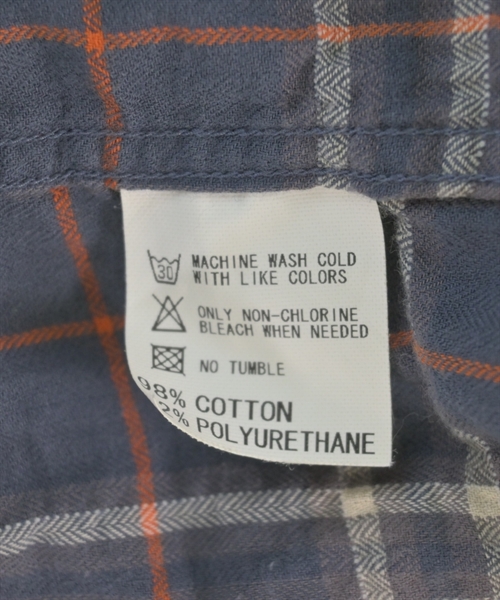 30
MACHINE WASH COLD
WITH LIKE COLORS
ONLY NON-CHLORINE
BLEACH WHEN NEEDED
NO TUMBLE
98% COTTON
2% POLYURETHANE